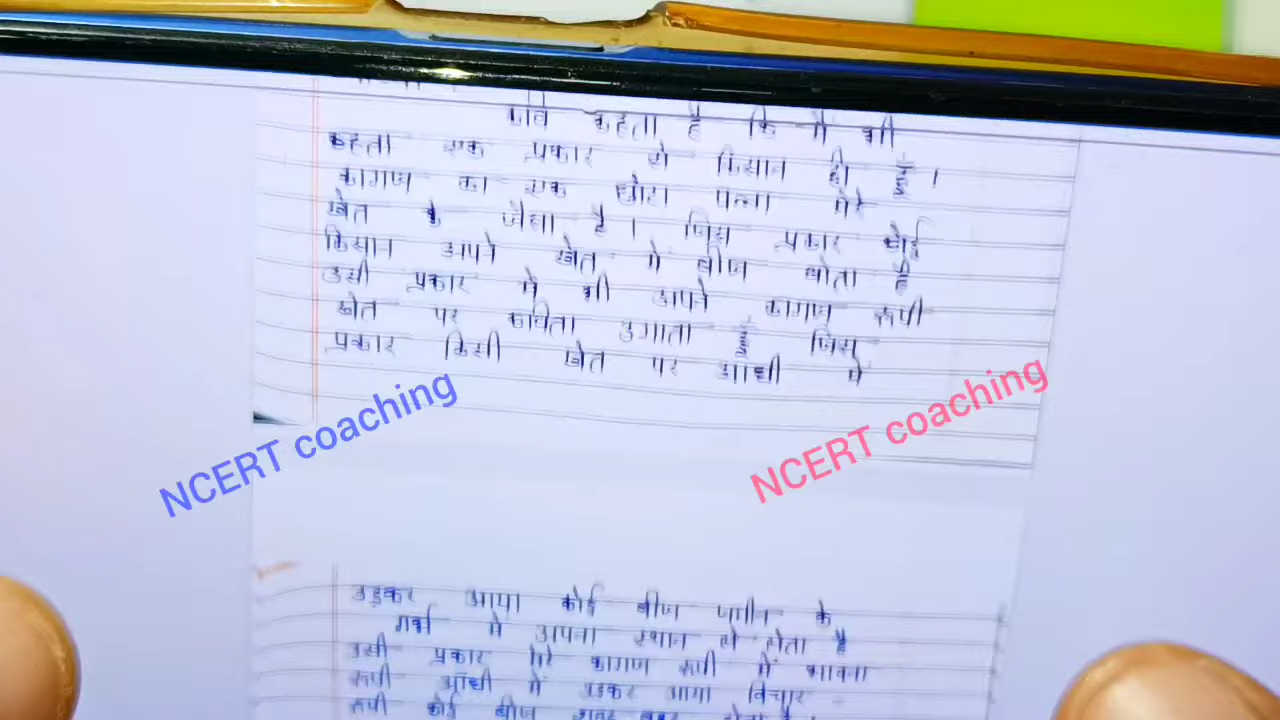 कवि कहता है कि मैं भी
कहता एक प्रकार से किसान ही हूँ ।
कागज का एक छोटा पन्ना मेरे
खेत के जैसा है । जिस प्रकार कोई
किसान अपने खेत में बीज बोता है
उसी प्रकार मैं भी अपने कागज रूपी
खेत पर कविता उगाता हूँ जिस
प्रकार किसी खेत पर आंधी में
NCERT coaching
NCERT coaching
उड़कर आया कोई बीज जमीन के
गर्भ में अपना स्थान ले लेता है
उसी प्रकार मेरे कागज रूपी में भावना
रूपी आंधी में उड़कर आया विचार
रूपी कोई बीज